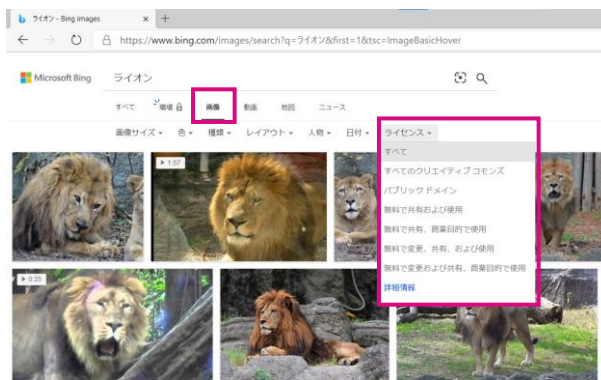 ライオン - Bing images
https://www.bing.com/images/search?q=ライオン&first=1&tsc=ImageBasicHover
Microsoft Bing ライオン
すべて 職場 画像 動画 地図 ニュース
画像サイズ 色 種類 レイアウト 人物 日付 ライセンス
すべて
すべてのクリエイティブ コモンズ
パブリック ドメイン
無料で共有および使用
無料で共有、商業目的で使用
無料で変更、共有、および使用
無料で変更および共有、商業目的で使用
詳細情報
1:57
0:25